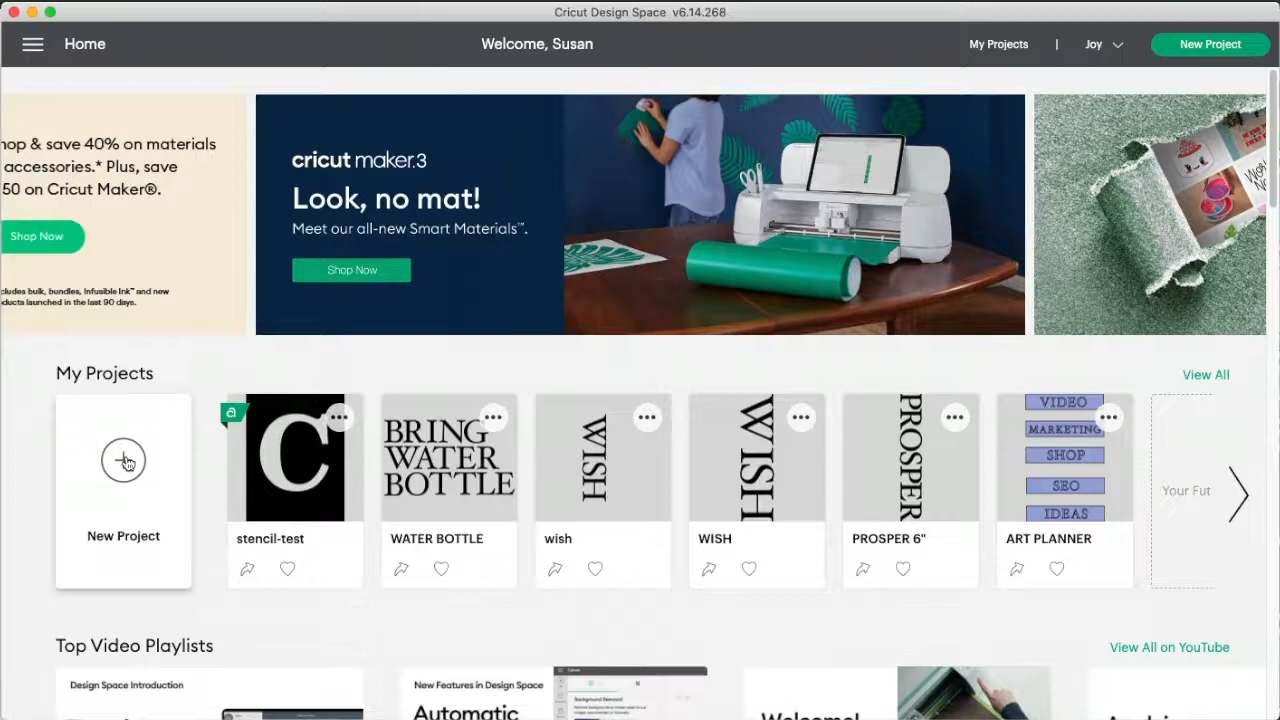 Cricut Design Space v6.14.268
Home
Welcome, Susan
My Projects | Joy
New Project
op & save 40% on materials
accessories.* Plus, save
50 on Cricut Maker®.
Shop Now
cludes bulk, bundles, Infusible Ink™ and new
ducts launched in the last 90 days.
cricut maker.3
Look, no mat!
Meet our all-new Smart Materials™.
Shop Now
My Projects
View All
New Project
a
C
stencil-test
BRING
WATER
BOTTLE
WATER BOTTLE
WISH
wish
WISH
WISH
PROSPER
PROSPER 6"
VIDEO
MARKETING
SHOP
SEO
IDEAS
ART PLANNER
Your Fut
Top Video Playlists
View All on YouTube
Design Space Introduction
New Features in Design Space
Automatic
Background Removal
Welcome!